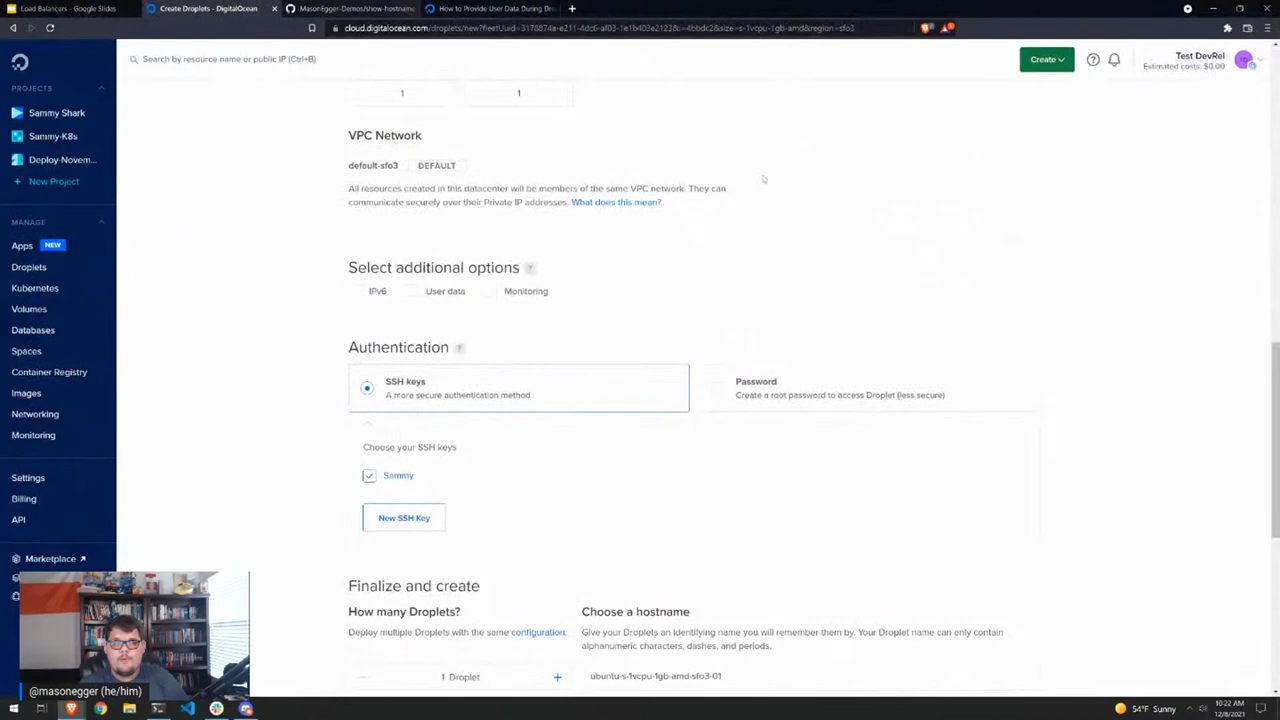 Load Balancers - Google Slides
Create Droplets - DigitalOcean
MasonEgger-Demos/show-hostname
How to Provide User Data During Dro
cloud.digitalocean.com/droplets/new?fleetUuid=3178874a-e211-4dc6-af03-1e1b403e2123&i=4bbdc2&size=s-1vcpu-1gb-amd&region=sfo3
Search by resource name or public IP (Ctrl+B)
Create
Test DevRel
Estimated costs: $0.00
PROJECTS
Sammy Shark
Sammy-K8s
Deploy-Novem...
+ New Project
MANAGE
Apps NEW
Droplets
Kubernetes
Volumes
Databases
Spaces
Container Registry
Images
Networking
Monitoring
Settings
Billing
API
Marketplace
1 1
VPC Network
default-sfo3 DEFAULT
All resources created in this datacenter will be members of the same VPC network. They can
communicate securely over their Private IP addresses. What does this mean?
Select additional options ?
IPv6 User data Monitoring
Authentication ?
SSH keys
A more secure authentication method
Password
Create a root password to access Droplet (less secure)
Choose your SSH keys
Sammy
New SSH Key
Finalize and create
How many Droplets?
Deploy multiple Droplets with the same configuration.
1 Droplet +
Choose a hostname
Give your Droplets an identifying name you will remember them by. Your Droplet name can only contain
alphanumeric characters, dashes, and periods.
ubuntu-s-1vcpu-1gb-amd-sfo3-01
@masonegger (he/him)
54°F Sunny
10:22 AM
12/8/2021